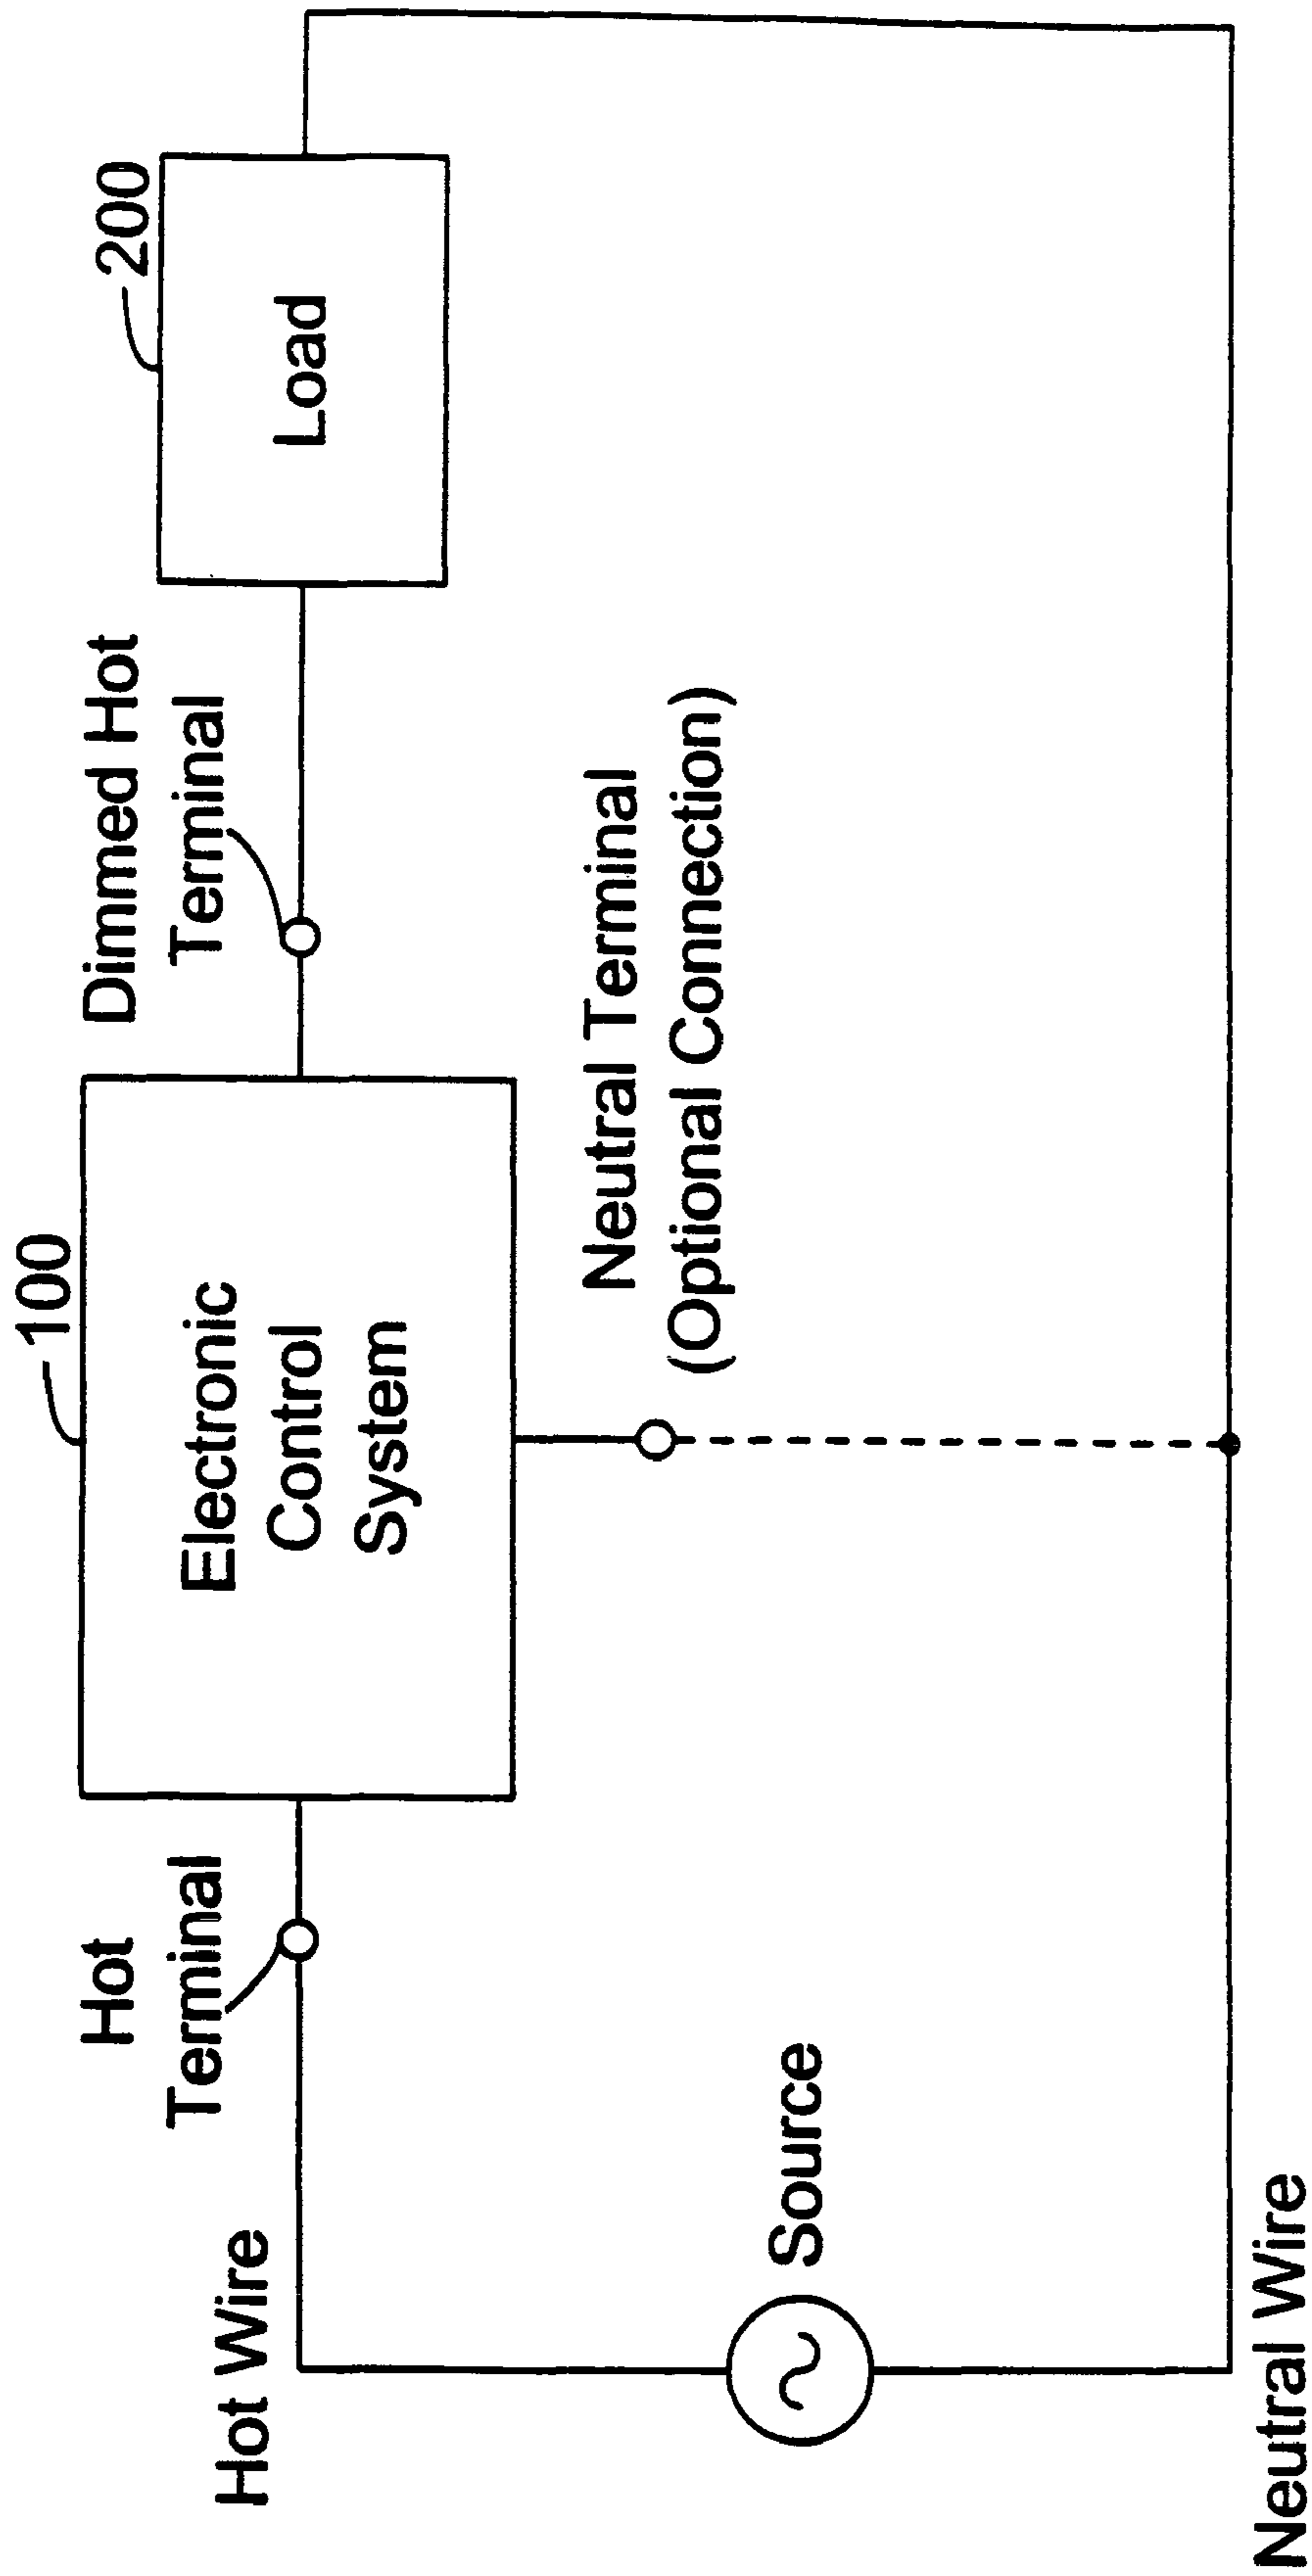 100
Electronic
Control
System
Hot
Terminal
Hot Wire
Source
Dimmed Hot
Terminal
200
Load
Neutral Terminal
(Optional Connection)
Neutral Wire